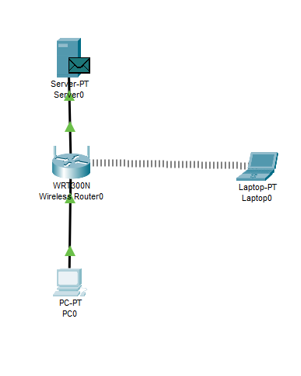 Server-PT
Server0
WRT300N
Wireless Router0
Laptop-PT
Laptop0
PC-PT
PC0